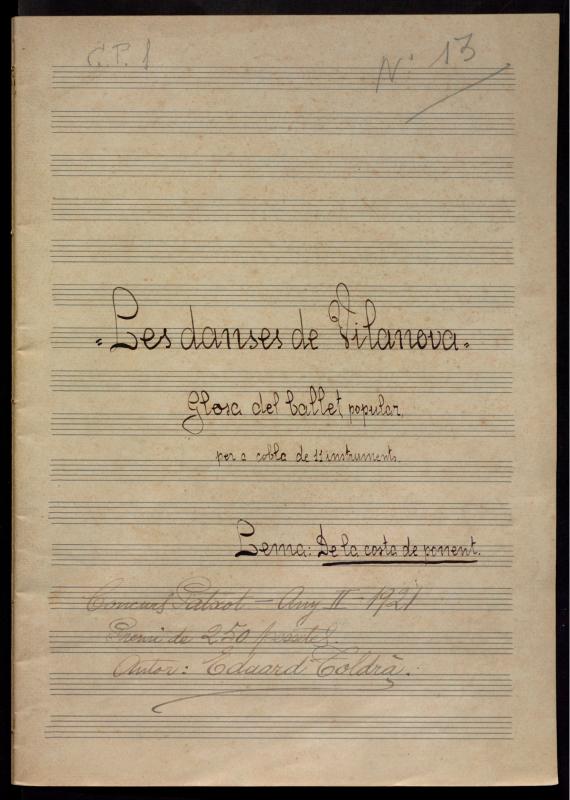 C.P. 1
Nº 13
"Les danses de Vilanova"
Glosa del ballet popular,
per a cobla de 11 instruments.
Lema: De la costa de ponent.
Concurs Patxot — Any II - 1921
Premi de 250 pessetes.
Autor: Eduard Toldrà.